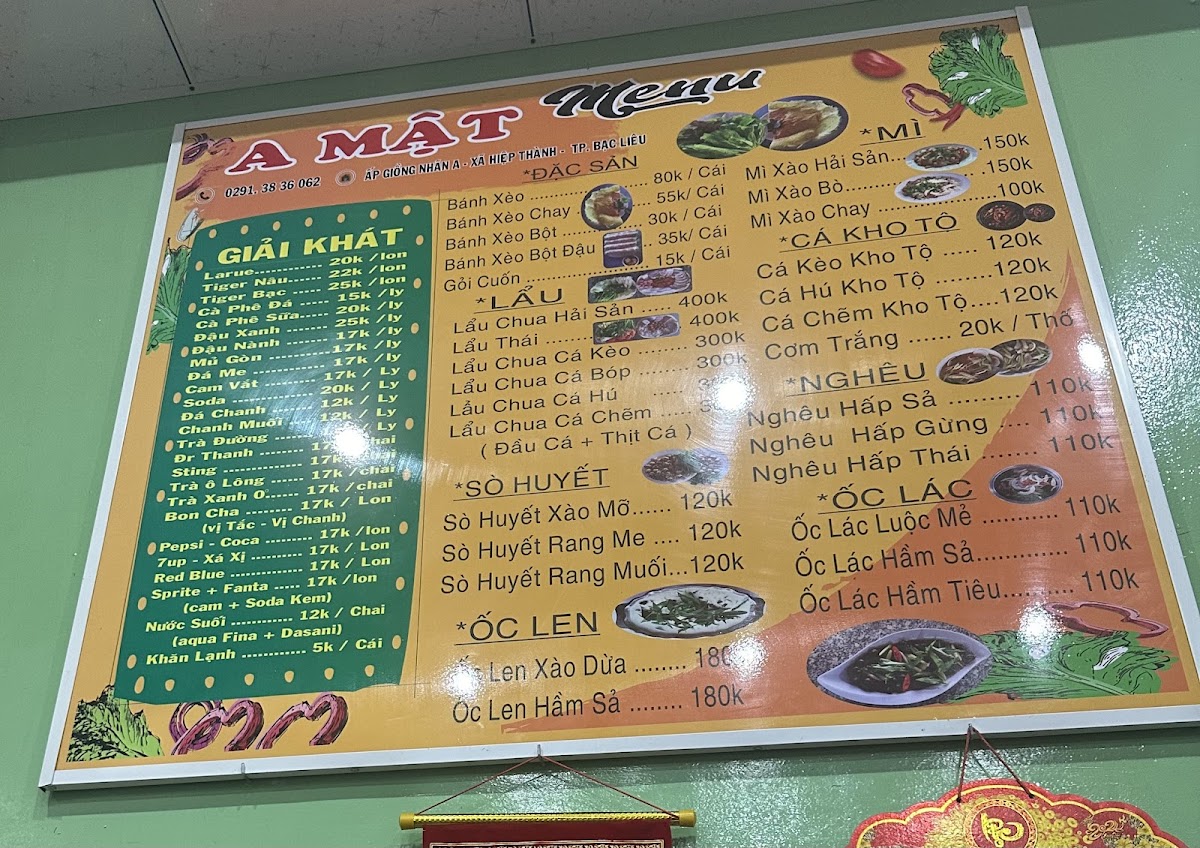 A MẬT Menu
0291. 38 36 062 ẤP GIỒNG NHÃN A - XÃ HIỆP THÀNH - TP. BẠC LIÊU
GIẢI KHÁT
Larue............ 20k /lon
Tiger Nâu........ 22k /lon
Tiger Bạc ..... 25k /lon
Cà Phê Đá ..... 15k /ly
Cà Phê Sữa..... 20k /ly
Đậu Xanh ........ 25k /ly
Đậu Nành ........ 17k /ly
Mủ Gòn ............ 17k /ly
Đá Me ............... 17k /ly
Cam Vắt ........... 17k / Ly
Soda ................. 20k / Ly
Đá Chanh ......... 12k / Ly
Chanh Muối ..... 12k / Ly
Trà Đường
Dr Thanh
Sting .............. 17k
Trà ô Lông ...... 17k /chai
Trà Xanh O...... 17k /chai
Bon Cha ........ 17k / Lon
(vị Tắc - Vị Chanh)
Pepsi - Coca ......... 17k /lon
7up - Xá Xị ........... 17k / Lon
Red Blue ............. 17k / Lon
Sprite + Fanta ..... 17k /lon
(cam + Soda Kem)
Nước Suối ............ 12k / Chai
(aqua Fina + Dasani)
Khăn Lạnh ............ 5k / Cái
*ĐẶC SẢN
Bánh Xèo ................. 80k / Cái
Bánh Xèo Chay . 55k/ Cái
Bánh Xèo Bột 30k / Cái
Bánh Xèo Bột Đậu .. 35k/ Cái
Gỏi Cuốn .................. 15k / Cái
*LẨU
Lẩu Chua Hải Sản ..... 400k
Lẩu Thái ........ 400k
Lẩu Chua Cá Kèo ........ 300k
Lẩu Chua Cá Bóp ........ 300k
Lẩu Chua Cá Hú
Lẩu Chua Cá Chẽm
( Đầu Cá + Thịt Cá )
*SÒ HUYẾT
Sò Huyết Xào Mỡ...... 120k
Sò Huyết Rang Me .... 120k
Sò Huyết Rang Muối...120k
*ỐC LEN
Ốc Len Xào Dừa ........ 180k
Ốc Len Hầm Sả ........ 180k
*MÌ
Mì Xào Hải Sản... .150k
Mì Xào Bò........ .150k
Mì Xào Chay ................ 100k
*CÁ KHO TỘ
Cá Kèo Kho Tộ ..... 120k
Cá Hú Kho Tộ ........120k
Cá Chẽm Kho Tộ....120k
Cơm Trắng ...... 20k / Thố
*NGHÊU
Nghêu Hấp Sả ......... 110k
Nghêu Hấp Gừng .... 110k
Nghêu Hấp Thái ....... 110k
*ỐC LÁC
Ốc Lác Luộc Mẻ ........... 110k
Ốc Lác Hầm Sả............. 110k
Ốc Lác Hầm Tiêu.......... 110k